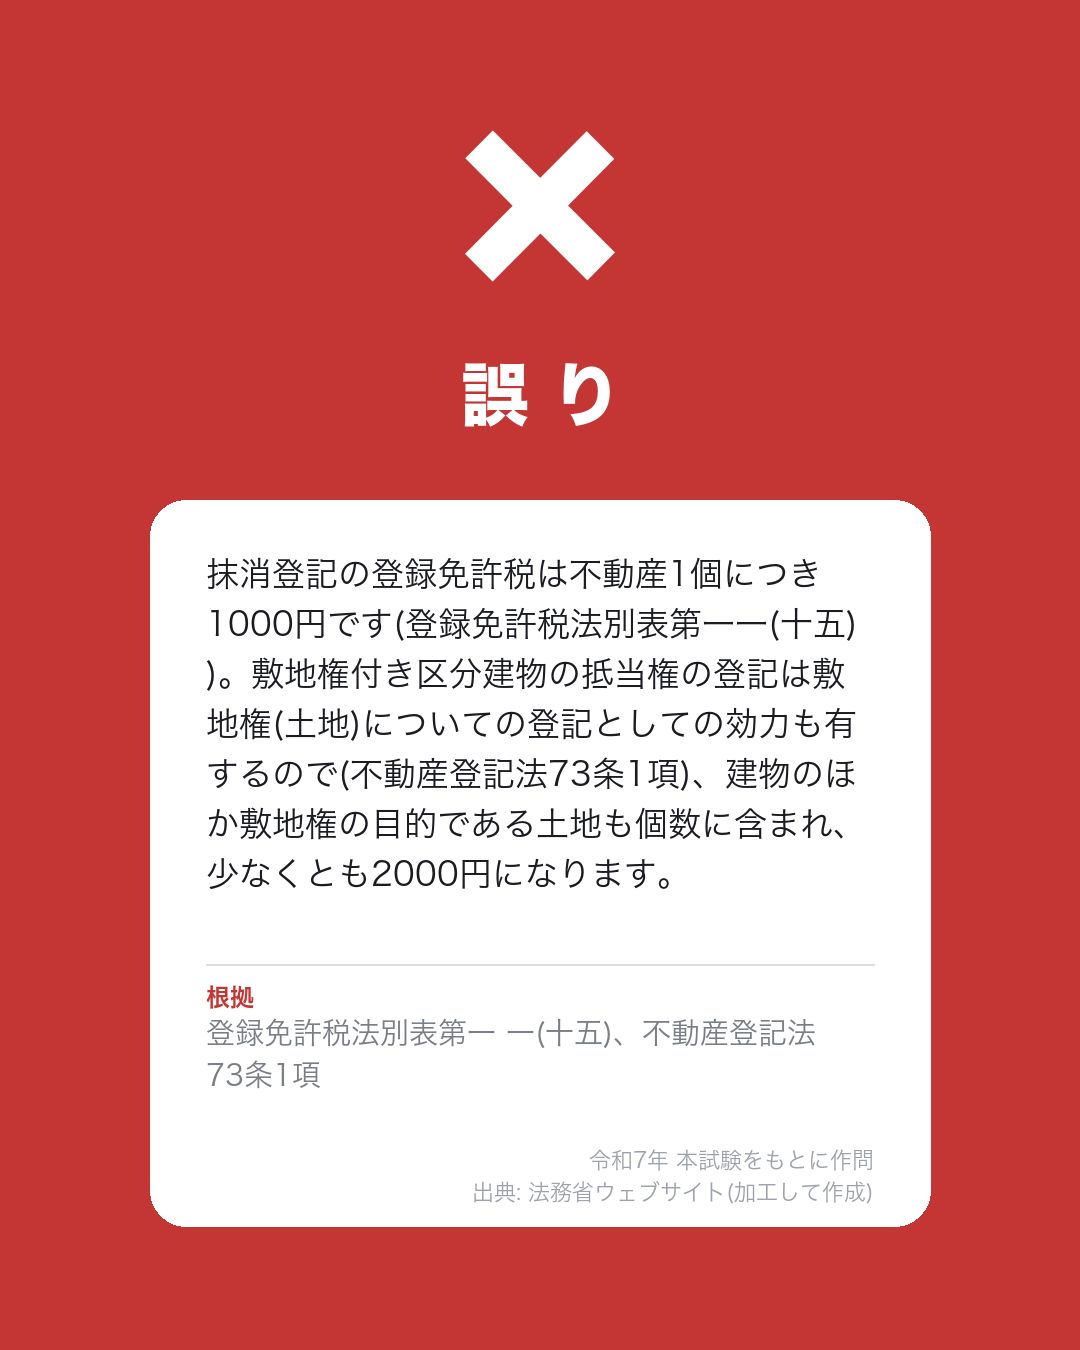 誤り
抹消登記の登録免許税は不動産1個につき
1000円です(登録免許税法別表第一一(十五)
)。敷地権付き区分建物の抵当権の登記は敷
地権(土地)についての登記としての効力も有
するので(不動産登記法73条1項)、建物のほ
か敷地権の目的である土地も個数に含まれ、
少なくとも2000円になります。
根拠
登録免許税法別表第一 一(十五)、不動産登記法
73条1項
令和7年 本試験をもとに作問
出典: 法務省ウェブサイト(加工して作成)